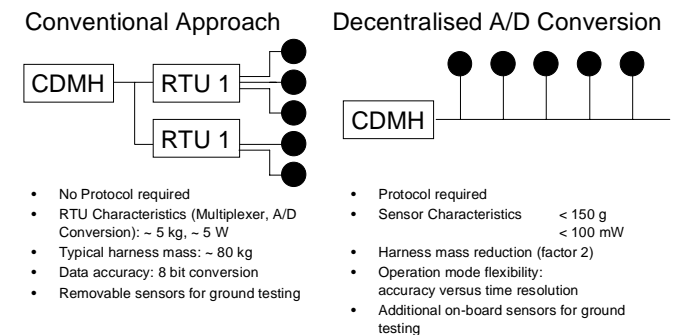 Conventional Approach
CDMH
RTU 1
RTU 1
• No Protocol required
• RTU Characteristics (Multiplexer, A/D
Conversion): ~ 5 kg, ~ 5 W
• Typical harness mass: ~ 80 kg
• Data accuracy: 8 bit conversion
• Removable sensors for ground testing
Decentralised A/D Conversion
CDMH
• Protocol required
• Sensor Characteristics < 150 g
< 100 mW
• Harness mass reduction (factor 2)
• Operation mode flexibility:
accuracy versus time resolution
• Additional on-board sensors for ground
testing